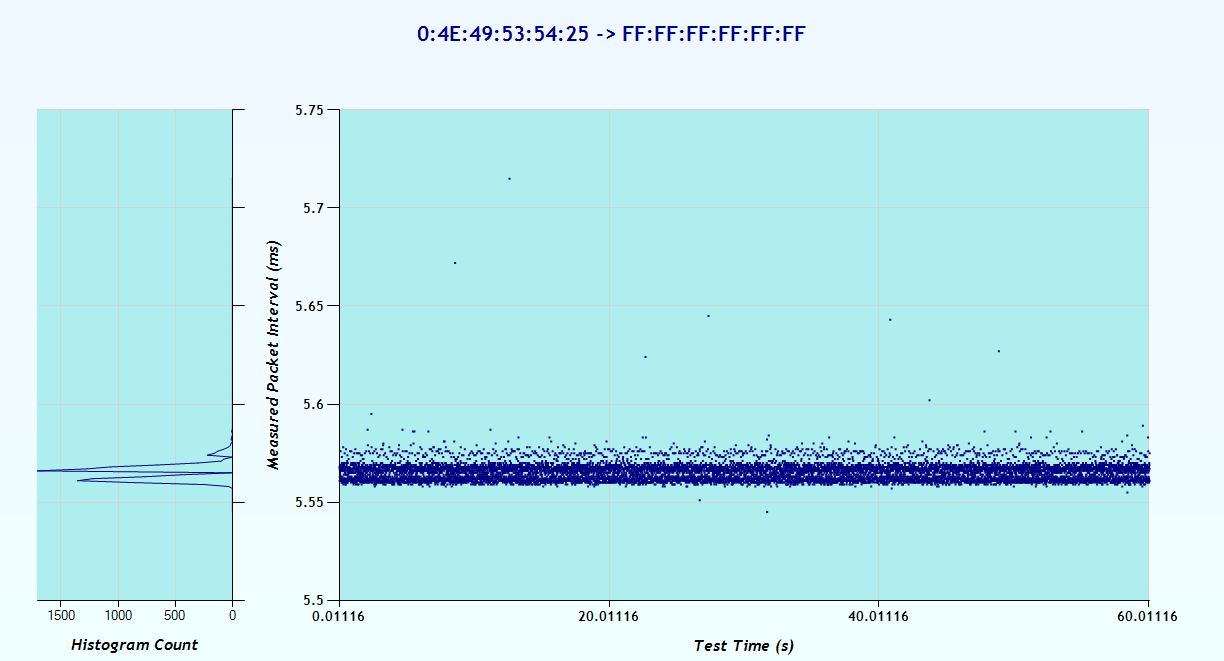 0:4E:49:53:54:25 -> FF:FF:FF:FF:FF:FF
5.75
5.7
5.65
5.6
5.55
5.5
Measured Packet Interval (ms)
1500 1000 500 0
0.01116 20.01116 40.01116 60.01116
Histogram Count
Test Time (s)